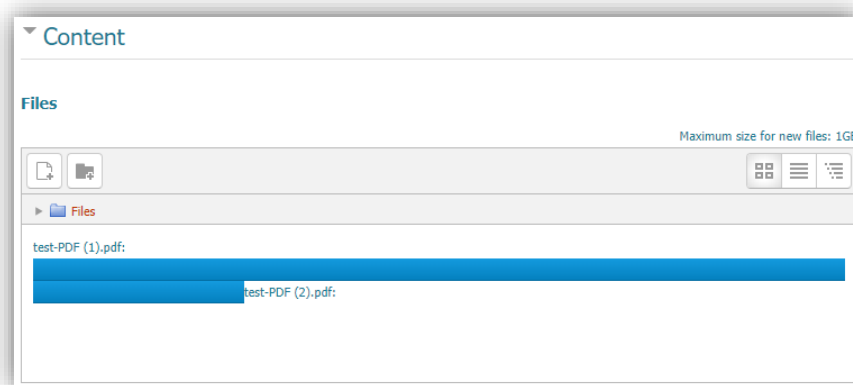 Content
Files
Maximum size for new files: 1GB
Files
test-PDF (1).pdf:
test-PDF (2).pdf: